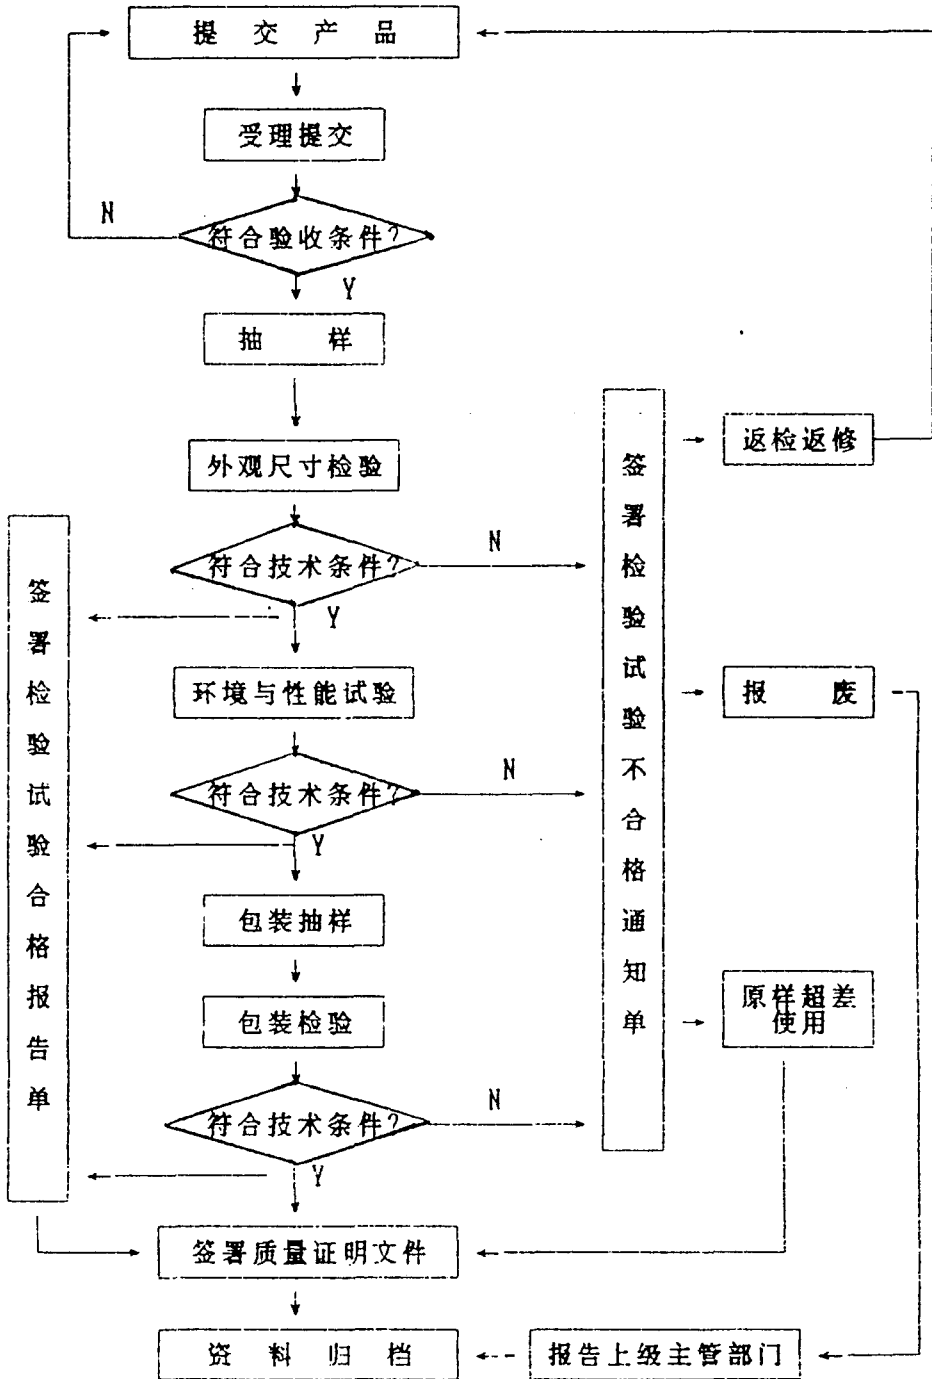 提交产品
受理提交
N
符合验收条件?
Y
抽样
外观尺寸检验
N
符合技术条件?
Y
环境与性能试验
N
符合技术条件?
Y
包装抽样
包装检验
N
符合技术条件?
Y
签署检验试验合格报告单
签署检验试验不合格通知单
返检返修
报废
原样超差
使用
签署质量证明文件
资料归档
报告上级主管部门